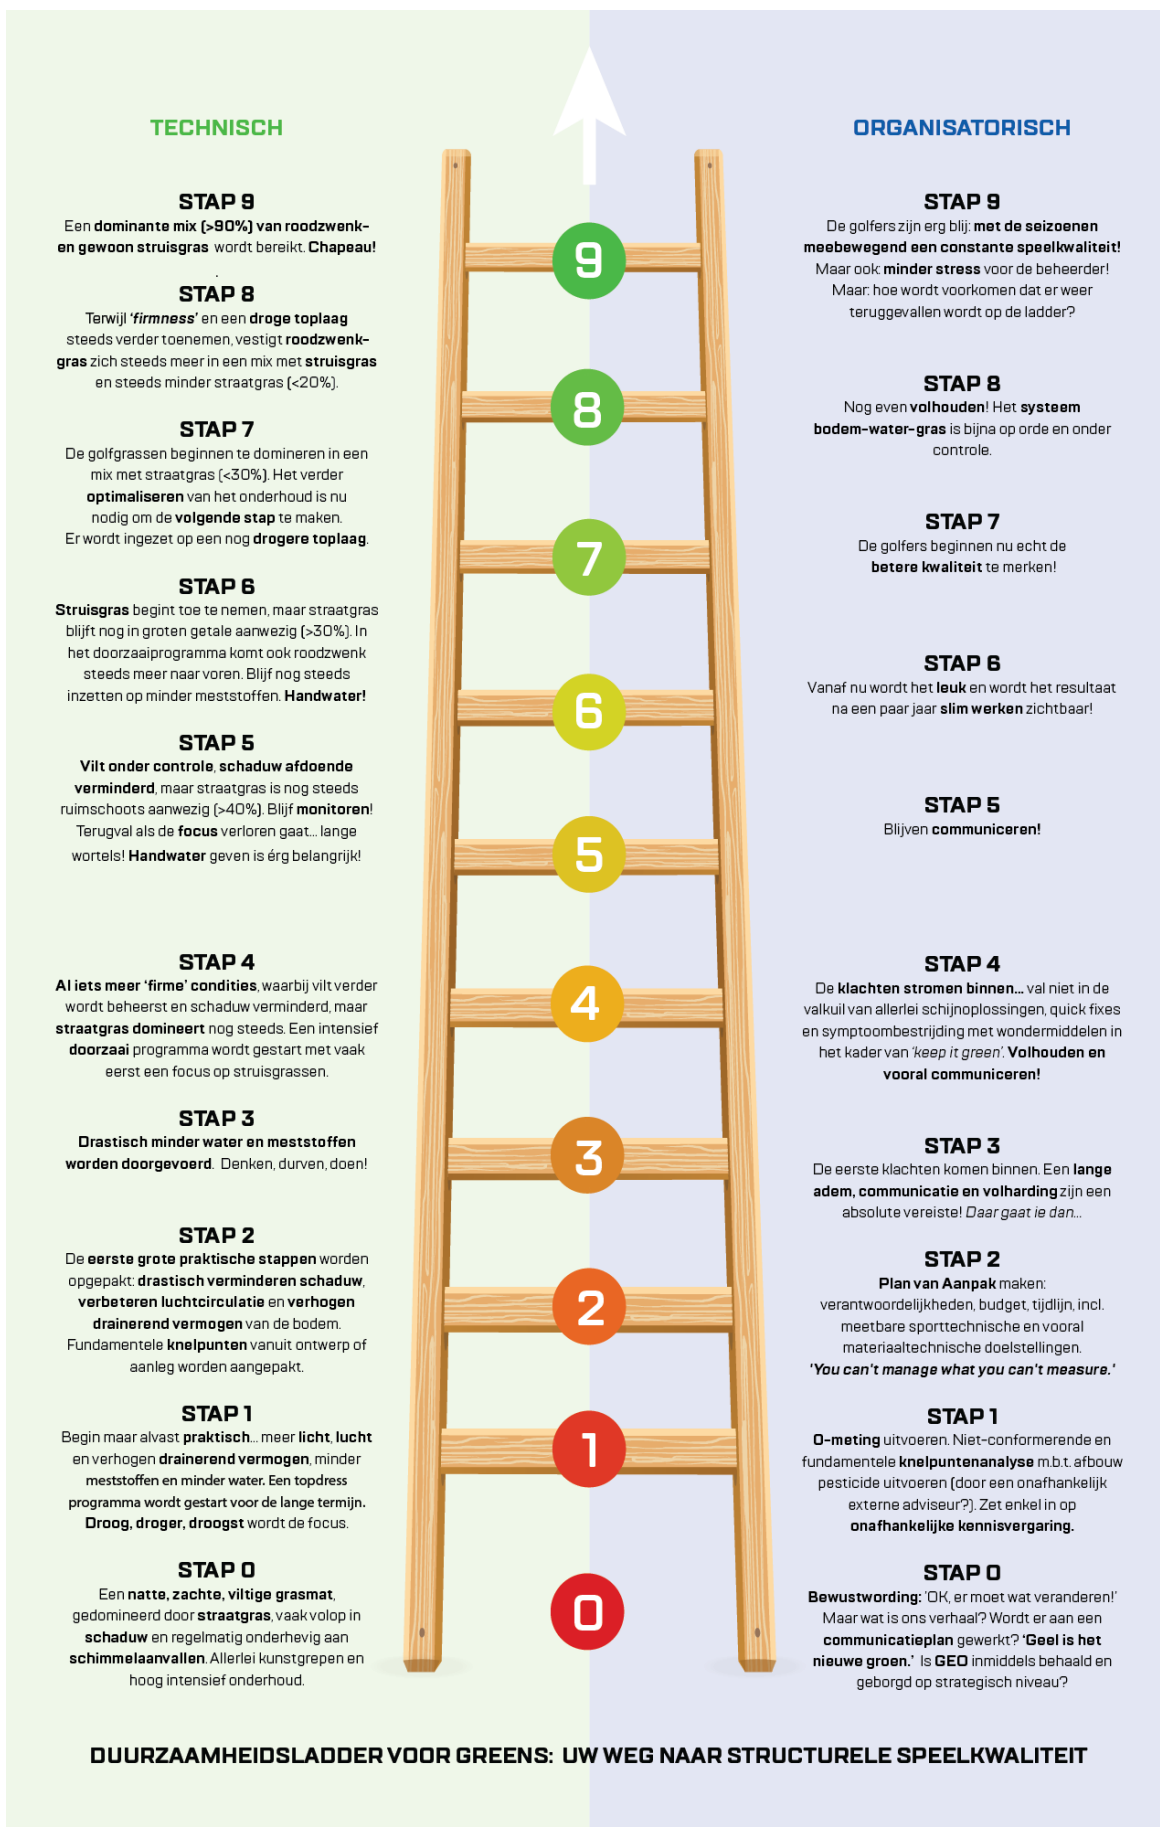 TECHNISCH
STAP 9
Een dominante mix (>90%) van roodzwenk-
en gewoon struisgras wordt bereikt. Chapeau!
.
STAP 8
Terwijl 'firmness' en een droge toplaag
steeds verder toenemen, vestigt roodzwenk-
gras zich steeds meer in een mix met struisgras
en steeds minder straatgras (<20%).
STAP 7
De golfgrassen beginnen te domineren in een
mix met straatgras (<30%). Het verder
optimaliseren van het onderhoud is nu
nodig om de volgende stap te maken.
Er wordt ingezet op een nog drogere toplaag.
STAP 6
Struisgras begint toe te nemen, maar straatgras
blijft nog in groten getale aanwezig (>30%). In
het doorzaaiprogramma komt ook roodzwenk
steeds meer naar voren. Blijf nog steeds
inzetten op minder meststoffen. Handwater!
STAP 5
Vilt onder controle, schaduw afdoende
verminderd, maar straatgras is nog steeds
ruimschoots aanwezig (>40%). Blijf monitoren!
Terugval als de focus verloren gaat... lange
wortels! Handwater geven is érg belangrijk!
STAP 4
Al iets meer 'firme' condities, waarbij vilt verder
wordt beheerst en schaduw verminderd, maar
straatgras domineert nog steeds. Een intensief
doorzaai programma wordt gestart met vaak
eerst een focus op struisgrassen.
STAP 3
Drastisch minder water en meststoffen
worden doorgevoerd. Denken, durven, doen!
STAP 2
De eerste grote praktische stappen worden
opgepakt: drastisch verminderen schaduw,
verbeteren luchtcirculatie en verhogen
drainerend vermogen van de bodem.
Fundamentele knelpunten vanuit ontwerp of
aanleg worden aangepakt.
STAP 1
Begin maar alvast praktisch... meer licht, lucht
en verhogen drainerend vermogen, minder
meststoffen en minder water. Een topdress
programma wordt gestart voor de lange termijn.
Droog, droger, droogst wordt de focus.
STAP 0
Een natte, zachte, viltige grasmat,
gedomineerd door straatgras, vaak volop in
schaduw en regelmatig onderhevig aan
schimmelaanvallen. Allerlei kunstgrepen en
hoog intensief onderhoud.
9
8
7
6
5
4
3
2
1
0
ORGANISATORISCH
STAP 9
De golfers zijn erg blij: met de seizoenen
meebewegend een constante speelkwaliteit!
Maar ook: minder stress voor de beheerder!
Maar: hoe wordt voorkomen dat er weer
teruggevallen wordt op de ladder?
STAP 8
Nog even volhouden! Het systeem
bodem-water-gras is bijna op orde en onder
controle.
STAP 7
De golfers beginnen nu echt de
betere kwaliteit te merken!
STAP 6
Vanaf nu wordt het leuk en wordt het resultaat
na een paar jaar slim werken zichtbaar!
STAP 5
Blijven communiceren!
STAP 4
De klachten stromen binnen... val niet in de
valkuil van allerlei schijnoplossingen, quick fixes
en symptoombestrijding met wondermiddelen in
het kader van 'keep it green'. Volhouden en
vooral communiceren!
STAP 3
De eerste klachten komen binnen. Een lange
adem, communicatie en volharding zijn een
absolute vereiste! Daar gaat ie dan...
STAP 2
Plan van Aanpak maken:
verantwoordelijkheden, budget, tijdlijn, incl.
meetbare sporttechnische en vooral
materiaaltechnische doelstellingen.
'You can't manage what you can't measure.'
STAP 1
0-meting uitvoeren. Niet-conformerende en
fundamentele knelpuntenanalyse m.b.t. afbouw
pesticide uitvoeren (door een onafhankelijk
externe adviseur?). Zet enkel in op
onafhankelijke kennisvergaring.
STAP 0
Bewustwording: 'OK, er moet wat veranderen!'
Maar wat is ons verhaal? Wordt er aan een
communicatieplan gewerkt? 'Geel is het
nieuwe groen.' Is GEO inmiddels behaald en
geborgd op strategisch niveau?
DUURZAAMHEIDSLADDER VOOR GREENS: UW WEG NAAR STRUCTURELE SPEELKWALITEIT